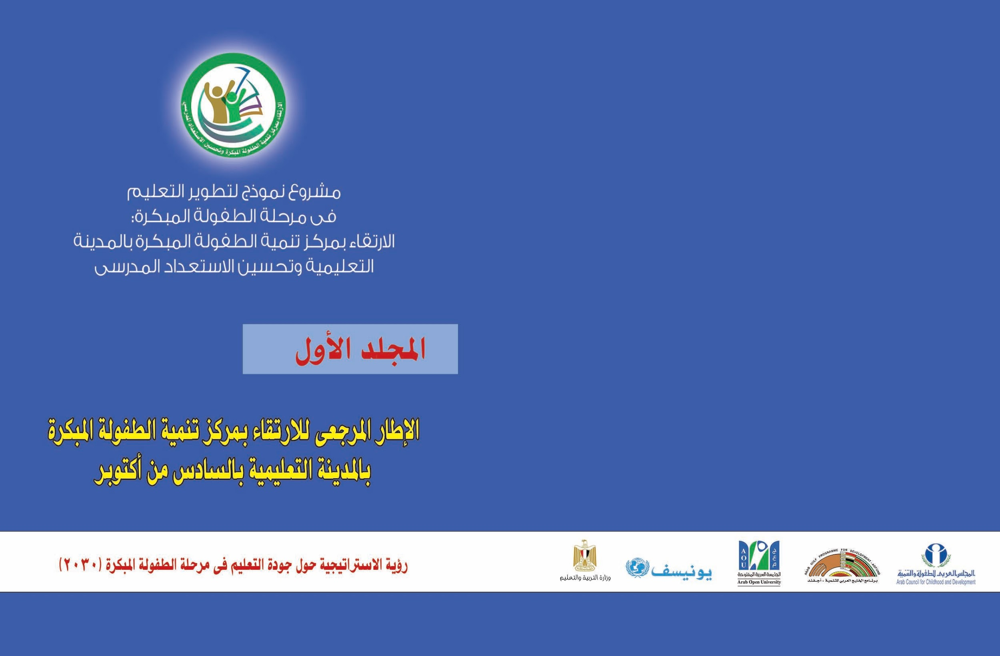 الارتقاء بمركز تنمية الطفولة المبكرة وتحسين الاستعداد المدرسي
مشروع نموذج لتطوير التعليم
فى مرحلة الطفولة المبكرة:
الارتقاء بمركز تنمية الطفولة المبكرة بالمدينة
التعليمية وتحسين الاستعداد المدرسى
المجلد الأول
الإطار المرجعى للارتقاء بمركز تنمية الطفولة المبكرة
بالمدينة التعليمية بالسادس من أكتوبر
رؤية الاستراتيجية حول جودة التعليم فى مرحلة الطفولة المبكرة (٢٠٣٠)
المجلس العربى للطفولة والتنمية
Arab Council for Childhood and Development
ARAB GULF PROGRAMME FOR DEVELOPMENT - AGFUND
برنامج الخليج العربي للتنمية - أجفند
AOU
ج ع م
الجامعة العربية المفتوحة
Arab Open University
يونيسف
وزارة التربية والتعليم